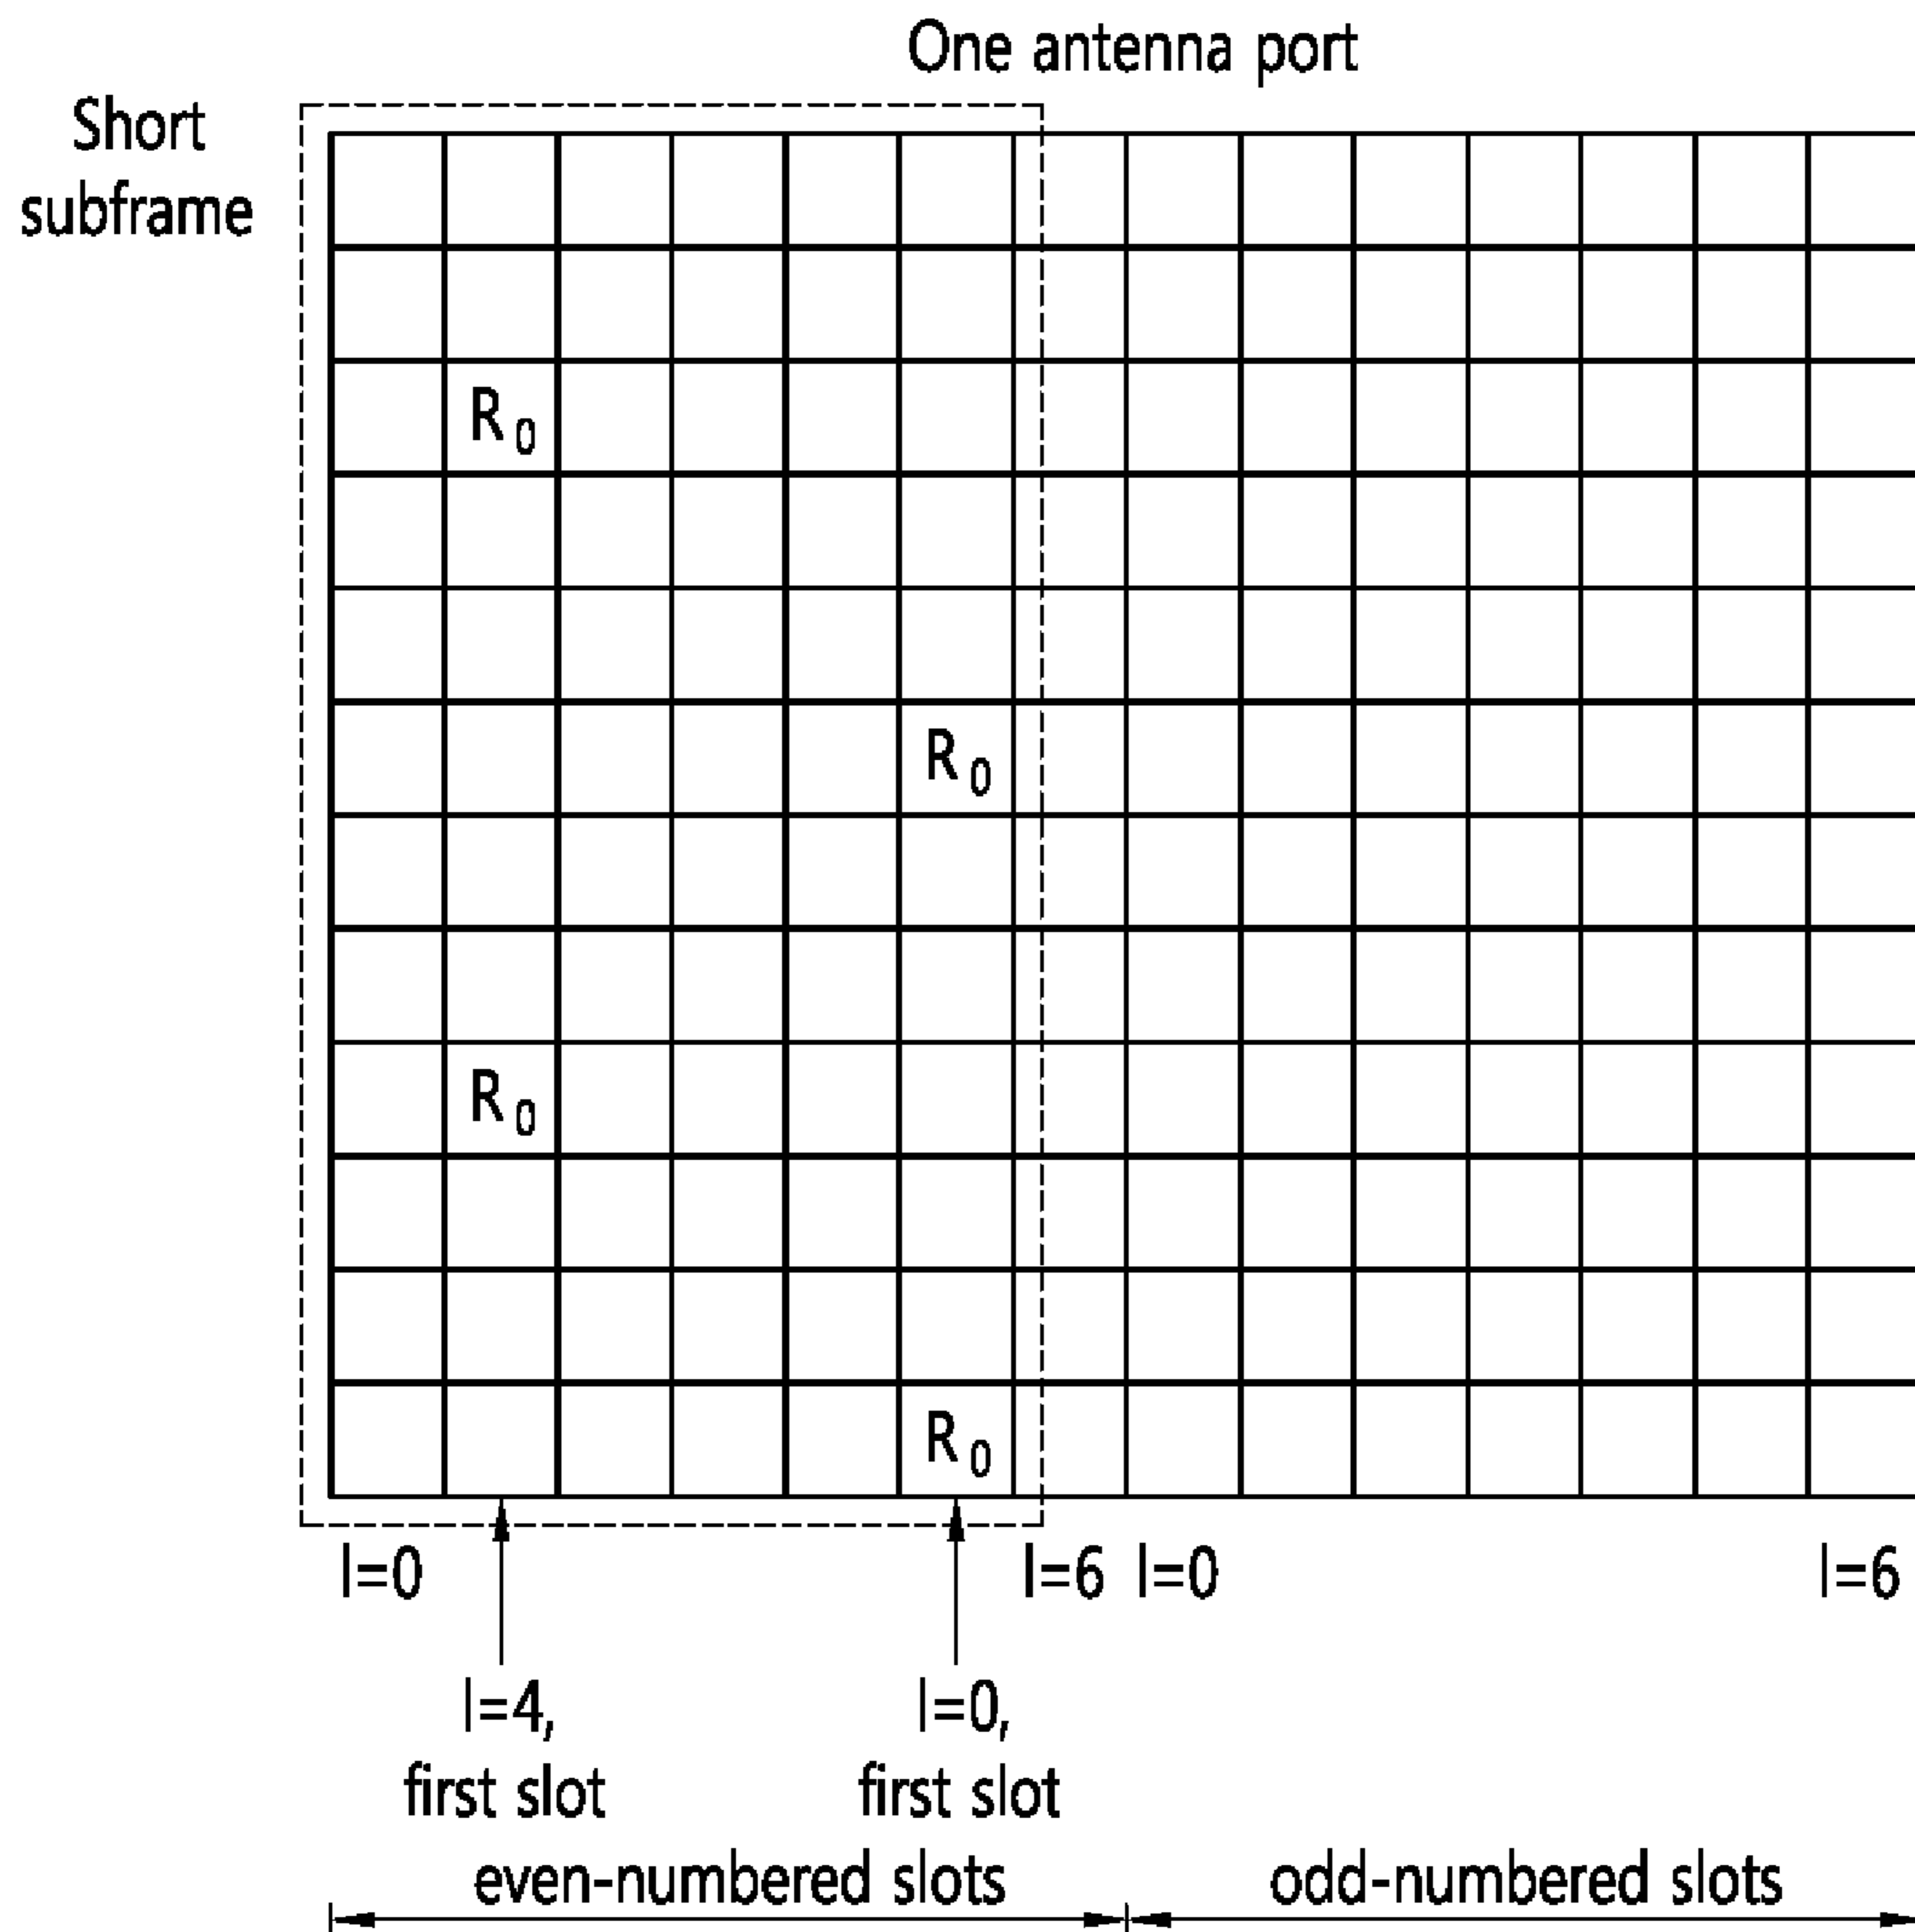 One antenna port
Short
subframe
R0
R0
R0
R0
l=0
l=6
l=0
l=6
l=4,
first slot
l=0,
first slot
even-numbered slots
odd-numbered slots